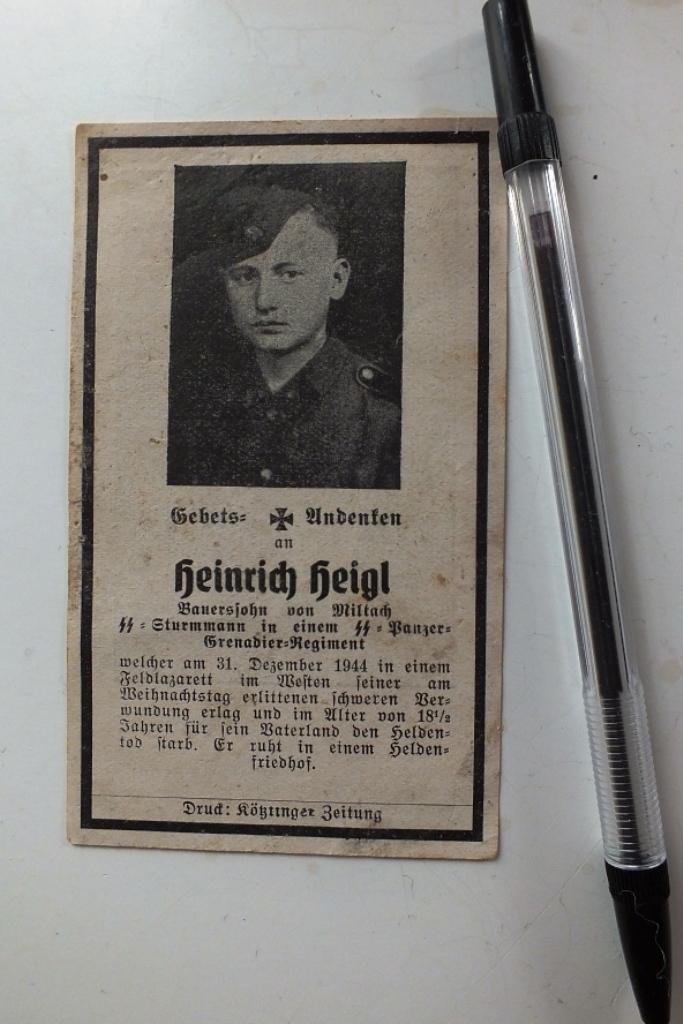 Gebets- Andenken
an
Heinrich Heigl
Bauerssohn von Miltach
SS-Sturmmann in einem SS-Panzer-
Grenadier-Regiment
welcher am 31. Dezember 1944 in einem
Feldlazarett im Westen seiner am
Weihnachtstag erlittenen schweren Ver-
wundung erlag und im Alter von 18½
Jahren für sein Vaterland den Helden-
tod starb. Er ruht in einem Helden-
friedhof.
Druck: Kötztinger Zeitung